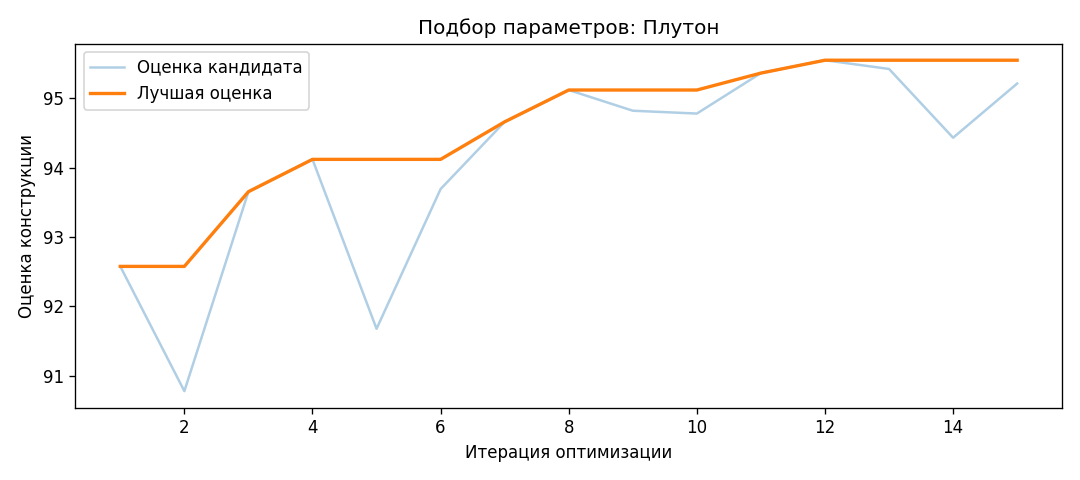 Подбор параметров: Плутон
Оценка кандидата
Лучшая оценка
Оценка конструкции
95
94
93
92
91
2 4 6 8 10 12 14
Итерация оптимизации